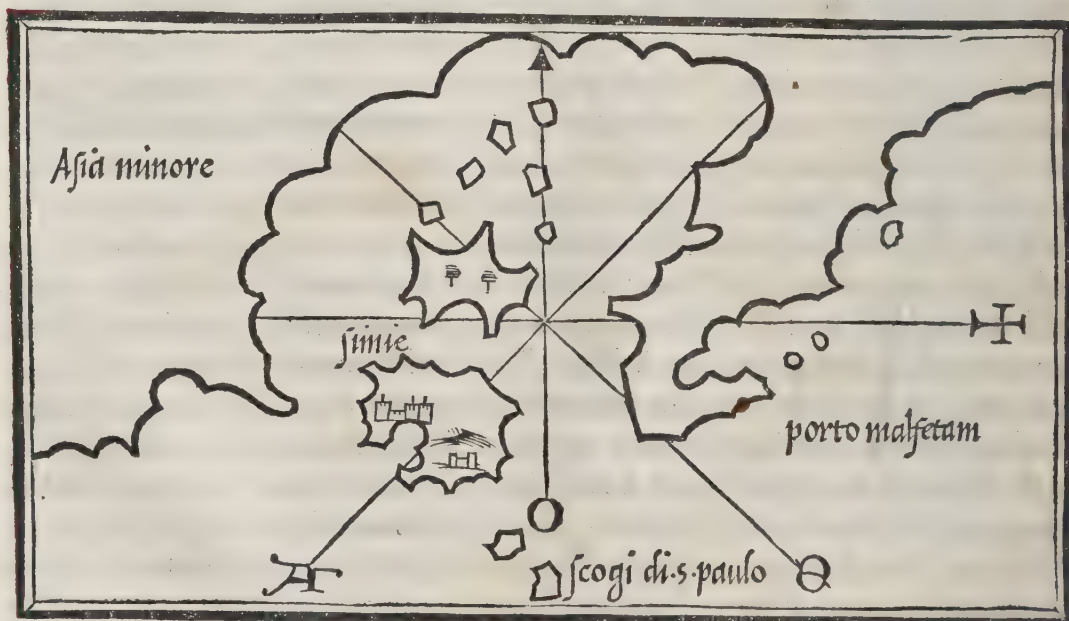 Aſia minore
ſimie
porto malfetam
ſcogi di·s·paulo
A O O